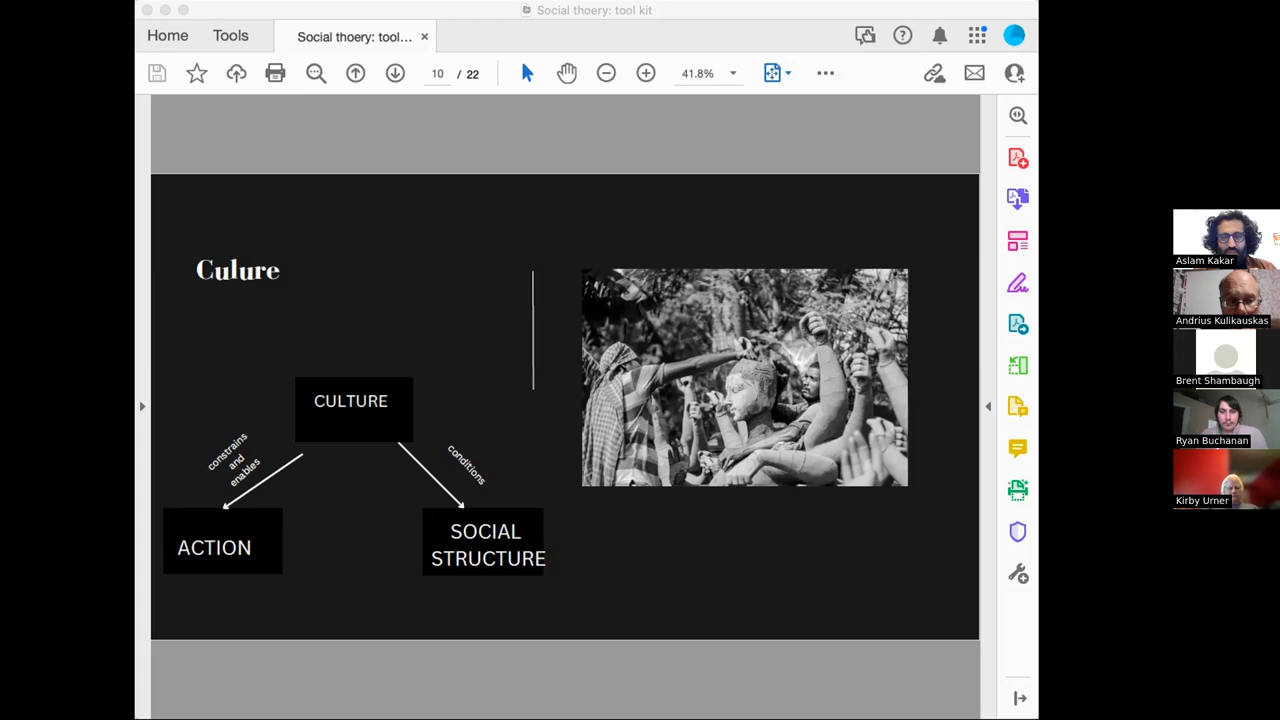 Social thoery: tool kit
Home
Tools
Social thoery: tool...
×
10 / 22
41.8%
Culure
CULTURE
constrains
and
enables
conditions
ACTION
SOCIAL
STRUCTURE
Aslam Kakar
Andrius Kulikauskas
Brent Shambaugh
Ryan Buchanan
Kirby Urner